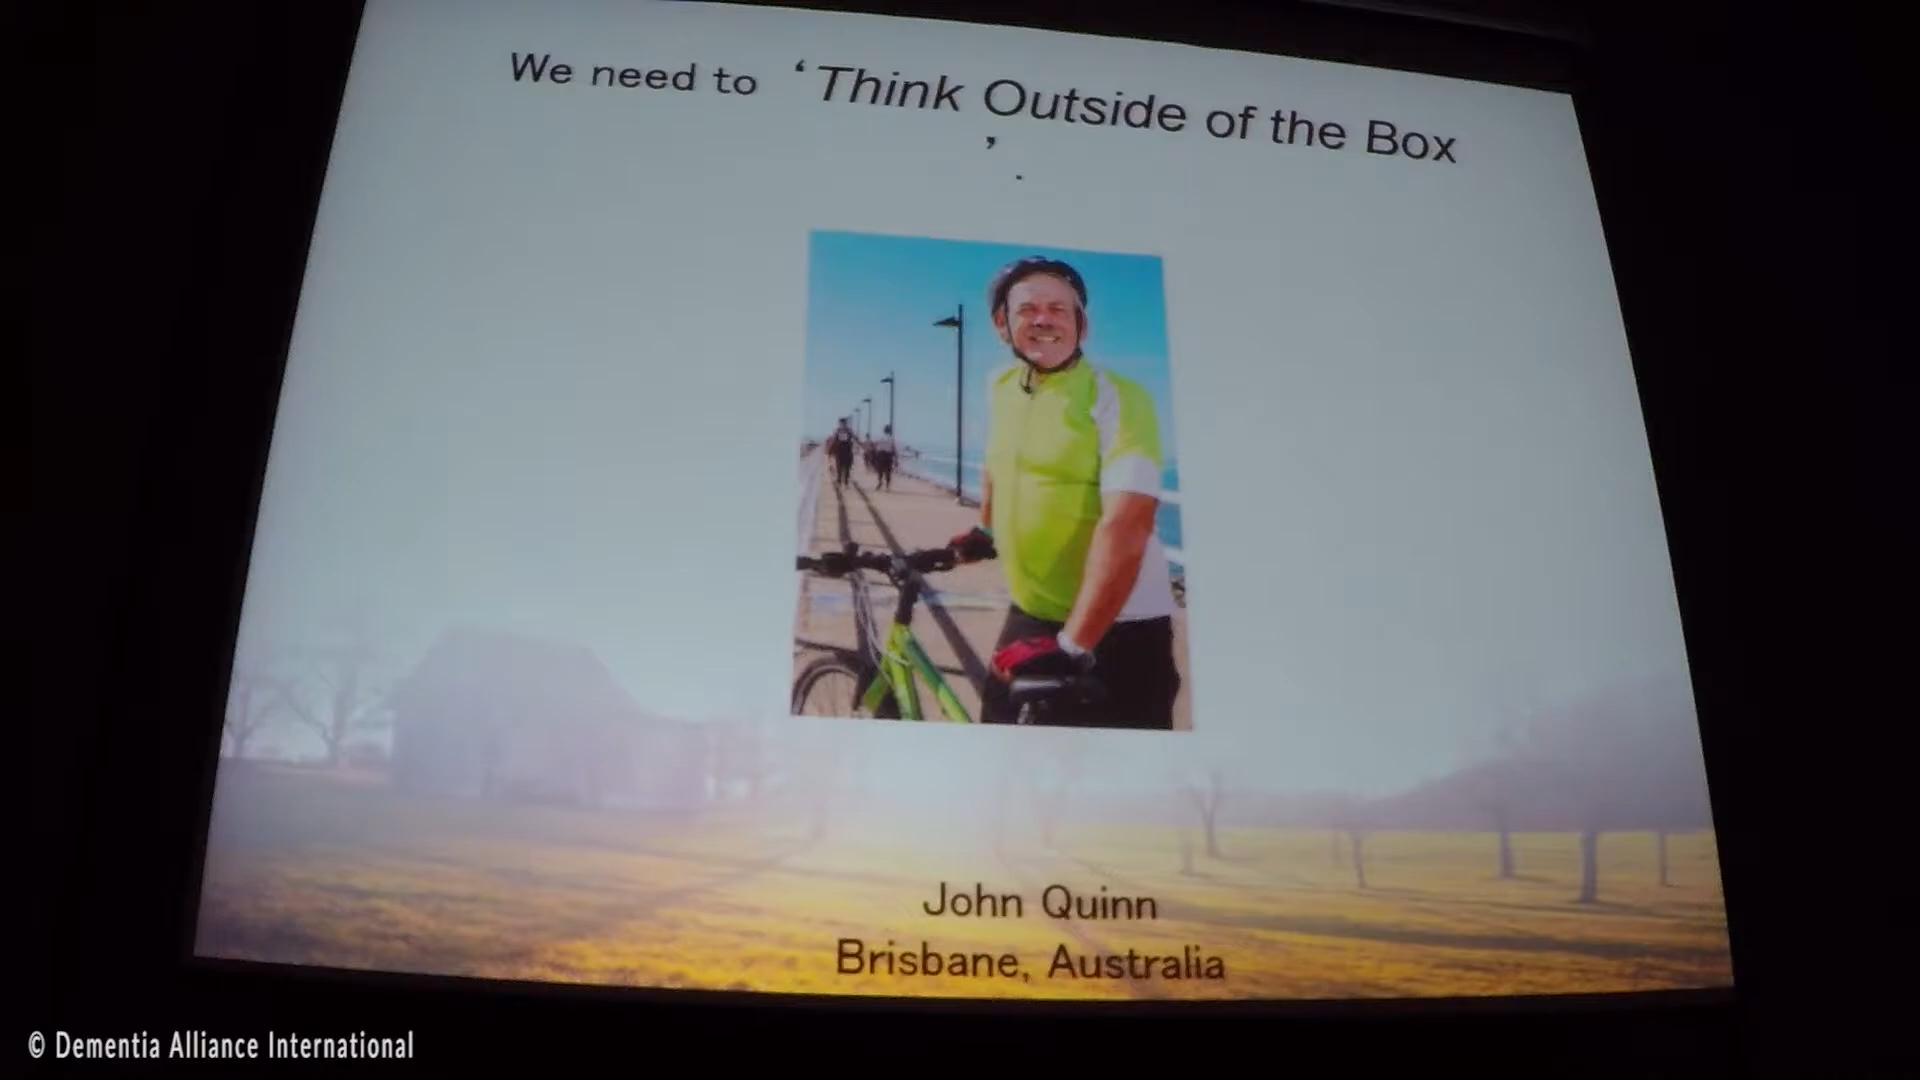 We need to ‘Think Outside of the Box
’
.
John Quinn
Brisbane, Australia
© Dementia Alliance International